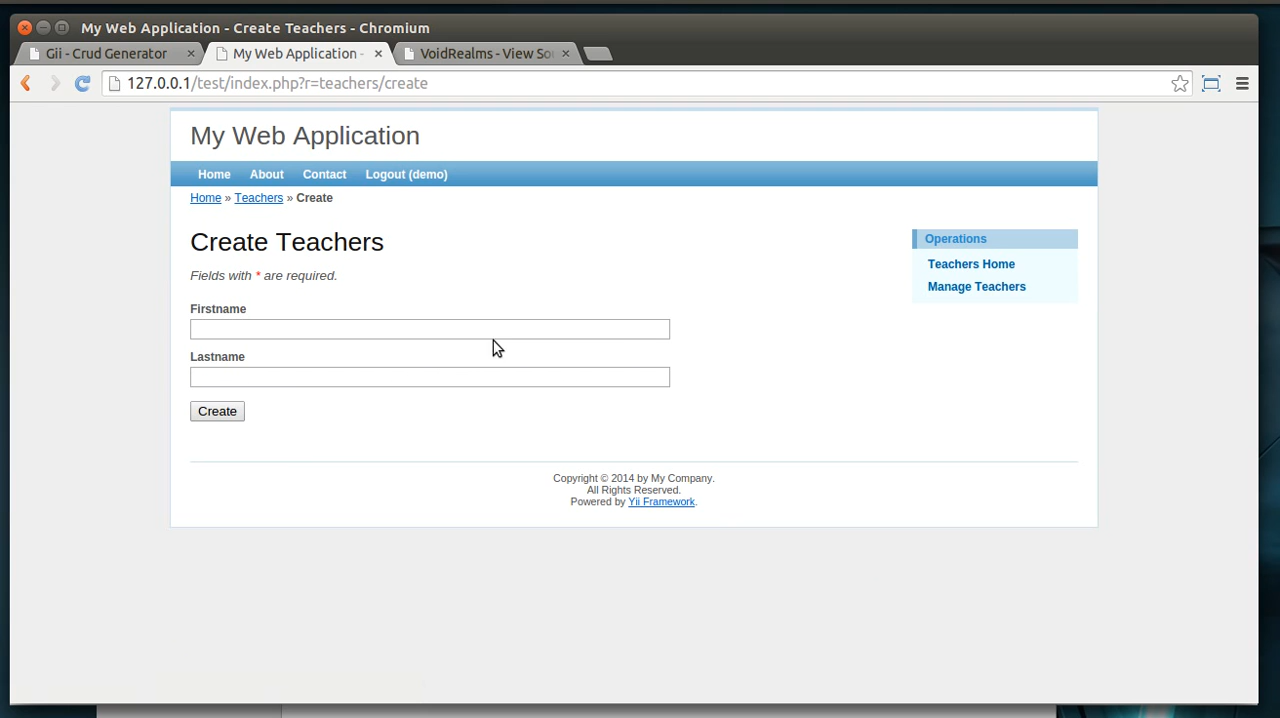 My Web Application - Create Teachers - Chromium
Gii - Crud Generator
My Web Application -
VoidRealms - View Sou
127.0.0.1/test/index.php?r=teachers/create
My Web Application
Home About Contact Logout (demo)
Home » Teachers » Create
Create Teachers
Fields with * are required.
Firstname
Lastname
Create
Operations
Teachers Home
Manage Teachers
Copyright © 2014 by My Company.
All Rights Reserved.
Powered by Yii Framework.